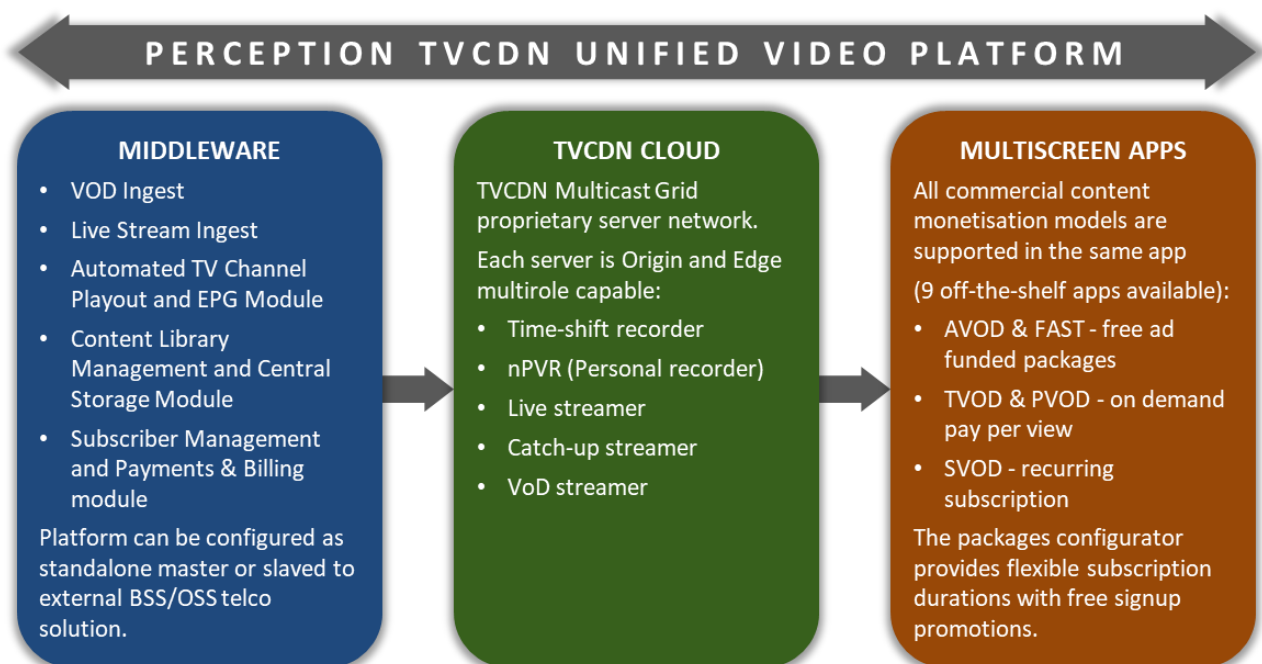 PERCEPTION TVCDN UNIFIED VIDEO PLATFORM
MIDDLEWARE
• VOD Ingest
• Live Stream Ingest
• Automated TV Channel
Playout and EPG Module
• Content Library
Management and Central
Storage Module
• Subscriber Management
and Payments & Billing
module
Platform can be configured as
standalone master or slaved to
external BSS/OSS telco
solution.
TVCDN CLOUD
TVCDN Multicast Grid
proprietary server network.
Each server is Origin and Edge
multirole capable:
• Time-shift recorder
• nPVR (Personal recorder)
• Live streamer
• Catch-up streamer
• VoD streamer
MULTISCREEN APPS
All commercial content
monetisation models are
supported in the same app
(9 off-the-shelf apps available):
• AVOD & FAST - free ad
funded packages
• TVOD & PVOD - on demand
pay per view
• SVOD - recurring
subscription
The packages configurator
provides flexible subscription
durations with free signup
promotions.